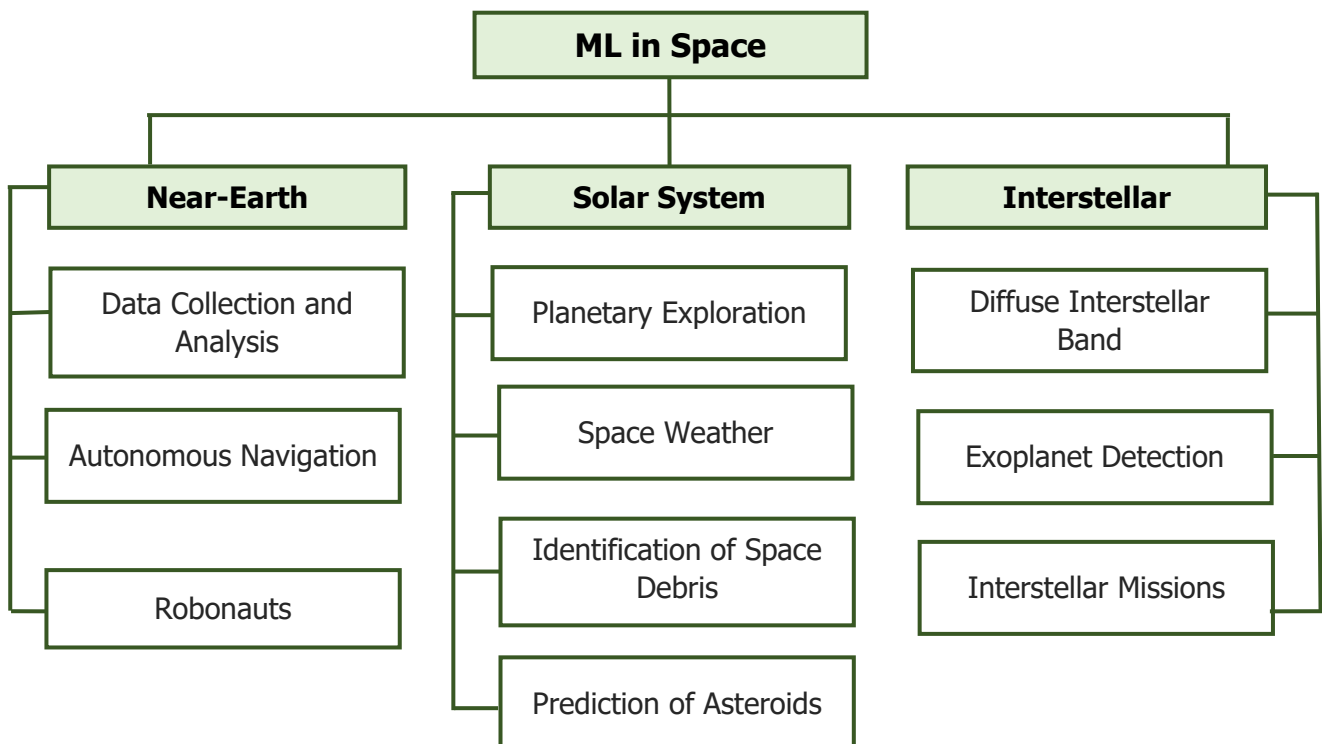 ML in Space
Near-Earth
Data Collection and
Analysis
Autonomous Navigation
Robonauts
Solar System
Planetary Exploration
Space Weather
Identification of Space
Debris
Prediction of Asteroids
Interstellar
Diffuse Interstellar
Band
Exoplanet Detection
Interstellar Missions